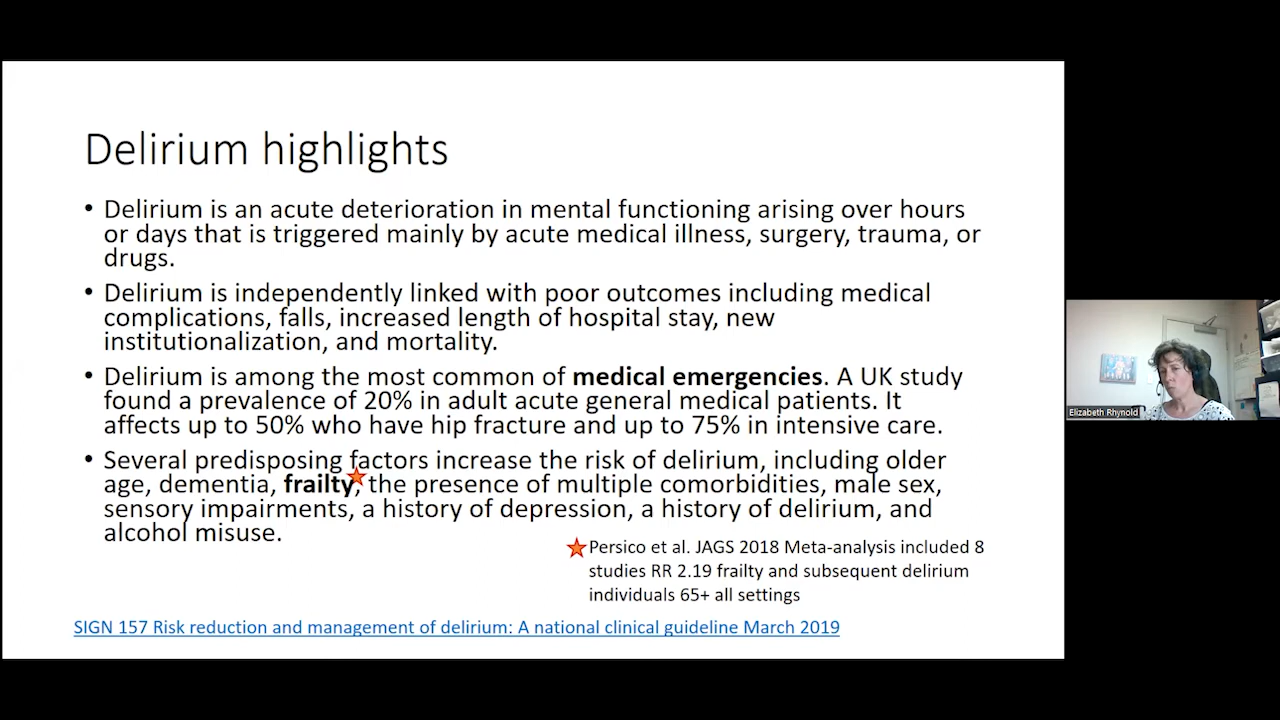 Delirium highlights
• Delirium is an acute deterioration in mental functioning arising over hours
or days that is triggered mainly by acute medical illness, surgery, trauma, or
drugs.
• Delirium is independently linked with poor outcomes including medical
complications, falls, increased length of hospital stay, new
institutionalization, and mortality.
• Delirium is among the most common of medical emergencies. A UK study
found a prevalence of 20% in adult acute general medical patients. It
affects up to 50% who have hip fracture and up to 75% in intensive care.
• Several predisposing factors increase the risk of delirium, including older
age, dementia, frailty, the presence of multiple comorbidities, male sex,
sensory impairments, a history of depression, a history of delirium, and
alcohol misuse.
Persico et al. JAGS 2018 Meta-analysis included 8
studies RR 2.19 frailty and subsequent delirium
individuals 65+ all settings
SIGN 157 Risk reduction and management of delirium: A national clinical guideline March 2019
Elizabeth Rhynold